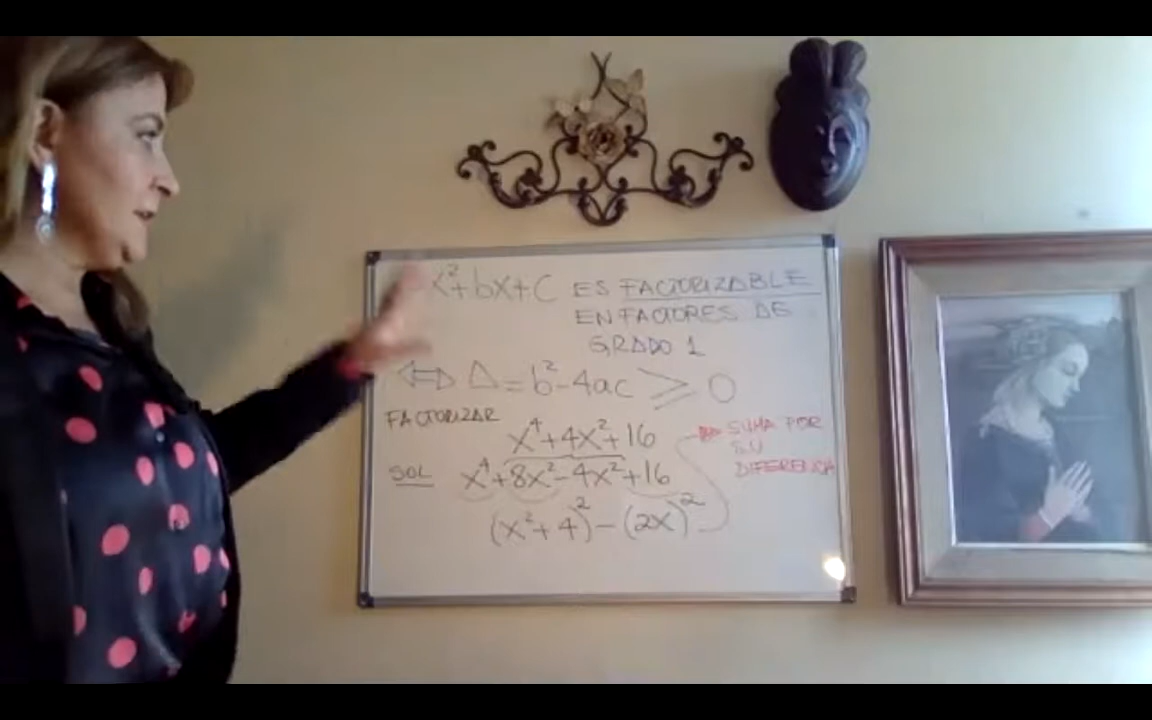 x²+bx+c ES FACTORIZABLE
EN FACTORES DE
GRADO 1
⇔ Δ = b²-4ac ≥ 0
FACTORIZAR
x⁴+4x²+16
SOL x⁴+8x²-4x²+16
(x²+4)²-(2x)²
SUMA POR
SU
DIFERENCIA